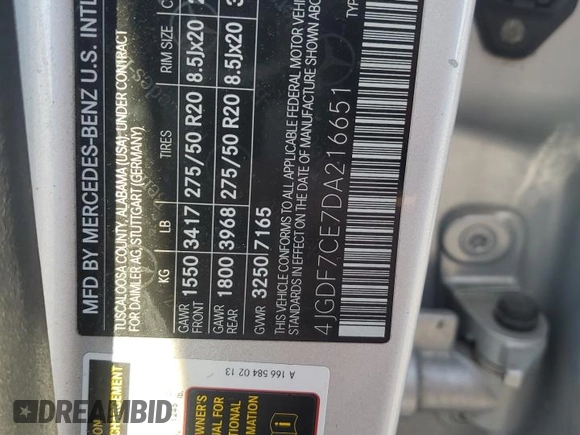 MFD BY MERCEDES-BENZ U.S. INTL
TUSCALOOSA COUNTY, ALABAMA (USA), UNDER CONTRACT
FOR DAIMLER AG, STUTTGART (GERMANY)
KG LB TIRES RIM SIZE
GAWR FRONT 1550 3417 275/50 R20 8.5Jx20
GAWR REAR 1800 3968 275/50 R20 8.5Jx20
GVWR 3250 7165
THIS VEHICLE CONFORMS TO ALL APPLICABLE FEDERAL MOTOR VEHI
IN EFFECT ON THE DATE OF MANUFACTURE SHOWN ABO
4JGDF7CE7DA216651 TYPE
A 166 584 02 13
OWNER'S
DREAMBID